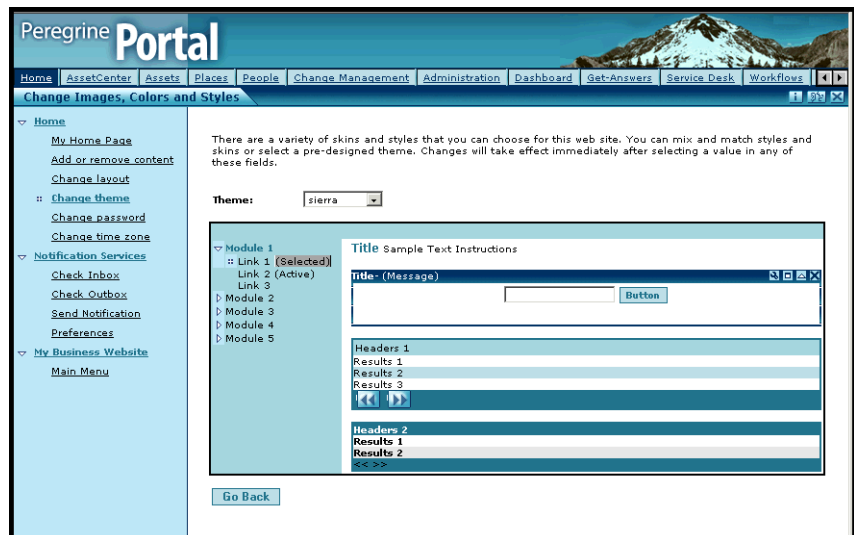 Peregrine Portal
Home AssetCenter Assets Places People Change Management Administration Dashboard Get-Answers Service Desk Workflows
Change Images, Colors and Styles
Home
My Home Page
Add or remove content
Change layout
Change theme
Change password
Change time zone
Notification Services
Check Inbox
Check Outbox
Send Notification
Preferences
My Business Website
Main Menu
There are a variety of skins and styles that you can choose for this web site. You can mix and match styles and
skins or select a pre-designed theme. Changes will take effect immediately after selecting a value in any of
these fields.
Theme: sierra
Module 1
Link 1 (Selected)
Link 2 (Active)
Link 3
Module 2
Module 3
Module 4
Module 5
Title Sample Text Instructions
Title- (Message)
Button
Headers 1
Results 1
Results 2
Results 3
Headers 2
Results 1
Results 2
<< >>
Go Back